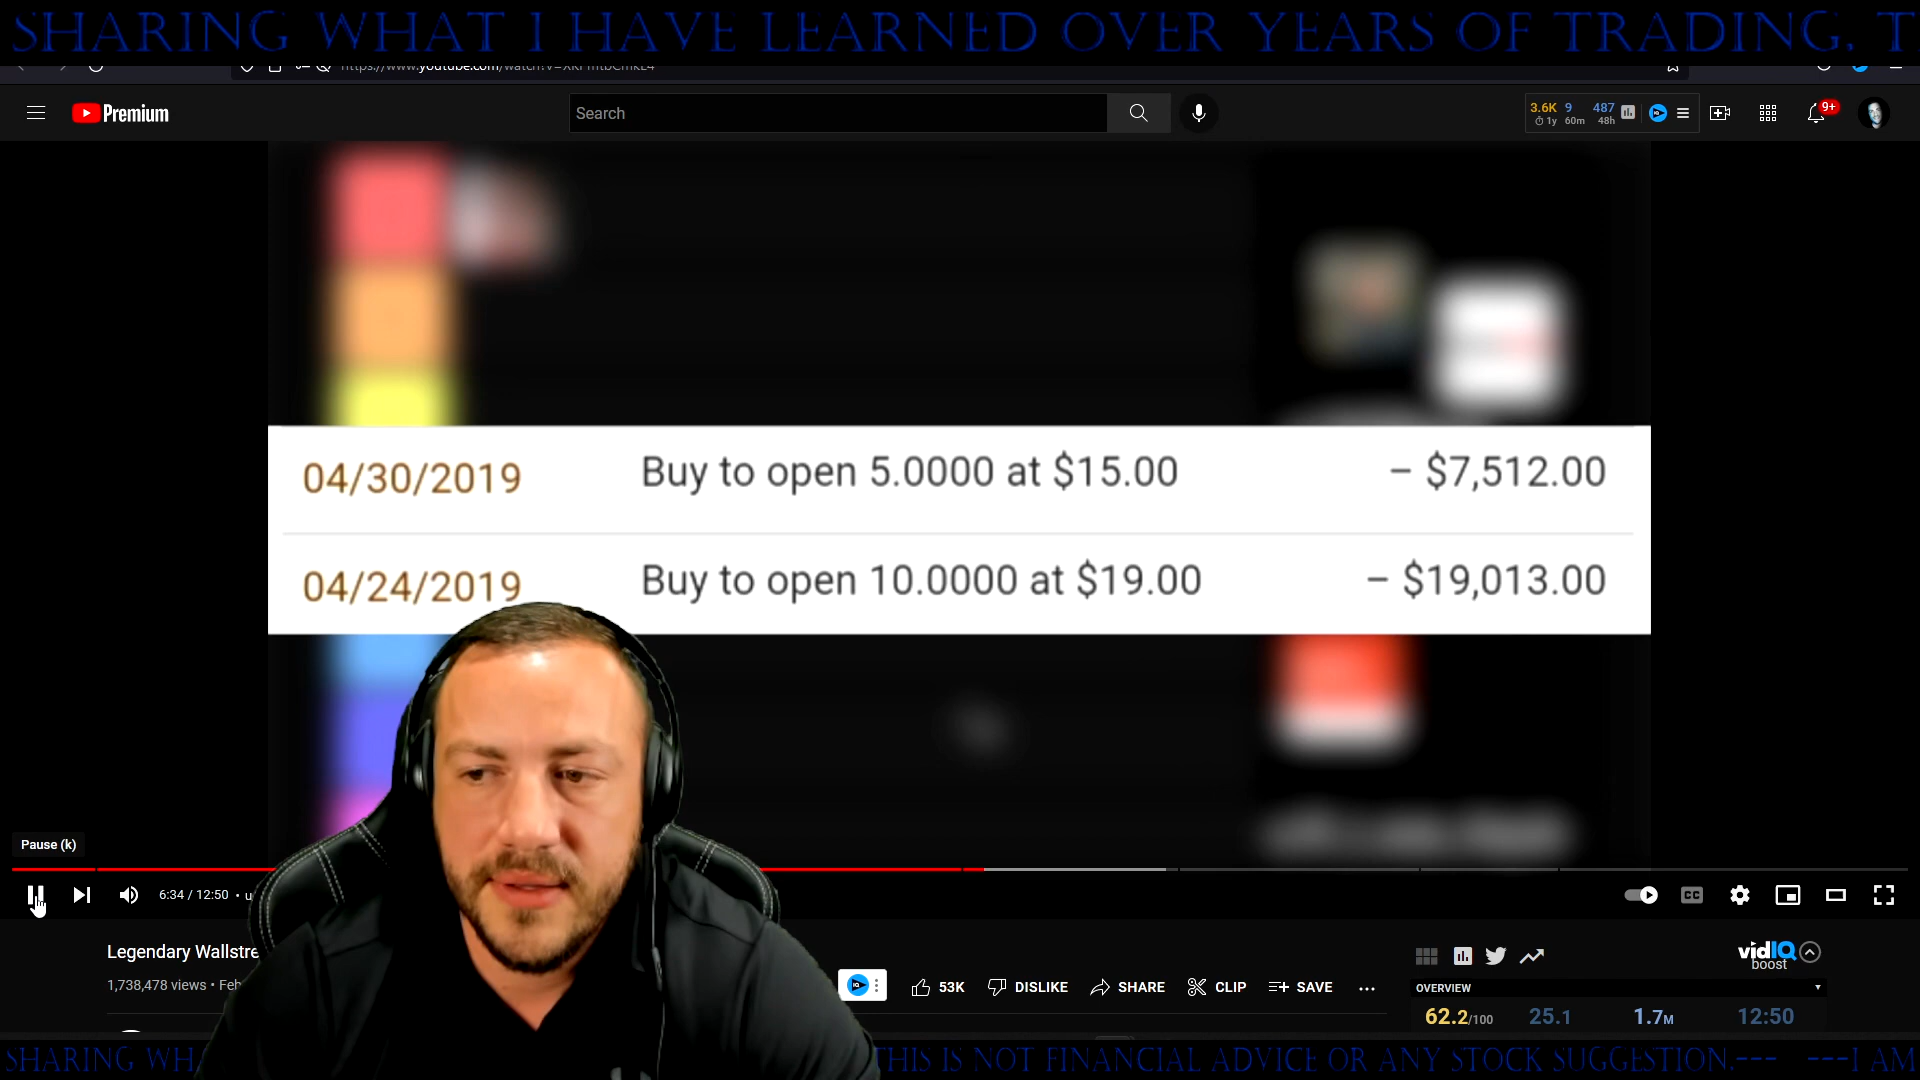 SHARING WHAT I HAVE LEARNED OVER YEARS OF TRADING. T
Premium
Search
3.6K 9 487
1y 60m 48h
9+
04/30/2019 Buy to open 5.0000 at $15.00 – $7,512.00
04/24/2019 Buy to open 10.0000 at $19.00 – $19,013.00
Pause (k)
6:34 / 12:50 • u
CC
Legendary Wallstre
vidIQ
boost
1,738,478 views • Feb
53K DISLIKE SHARE CLIP SAVE
OVERVIEW
62.2/100 25.1 1.7M 12:50
SHARING WHA THIS IS NOT FINANCIAL ADVICE OR ANY STOCK SUGGESTION.--- ---I AM